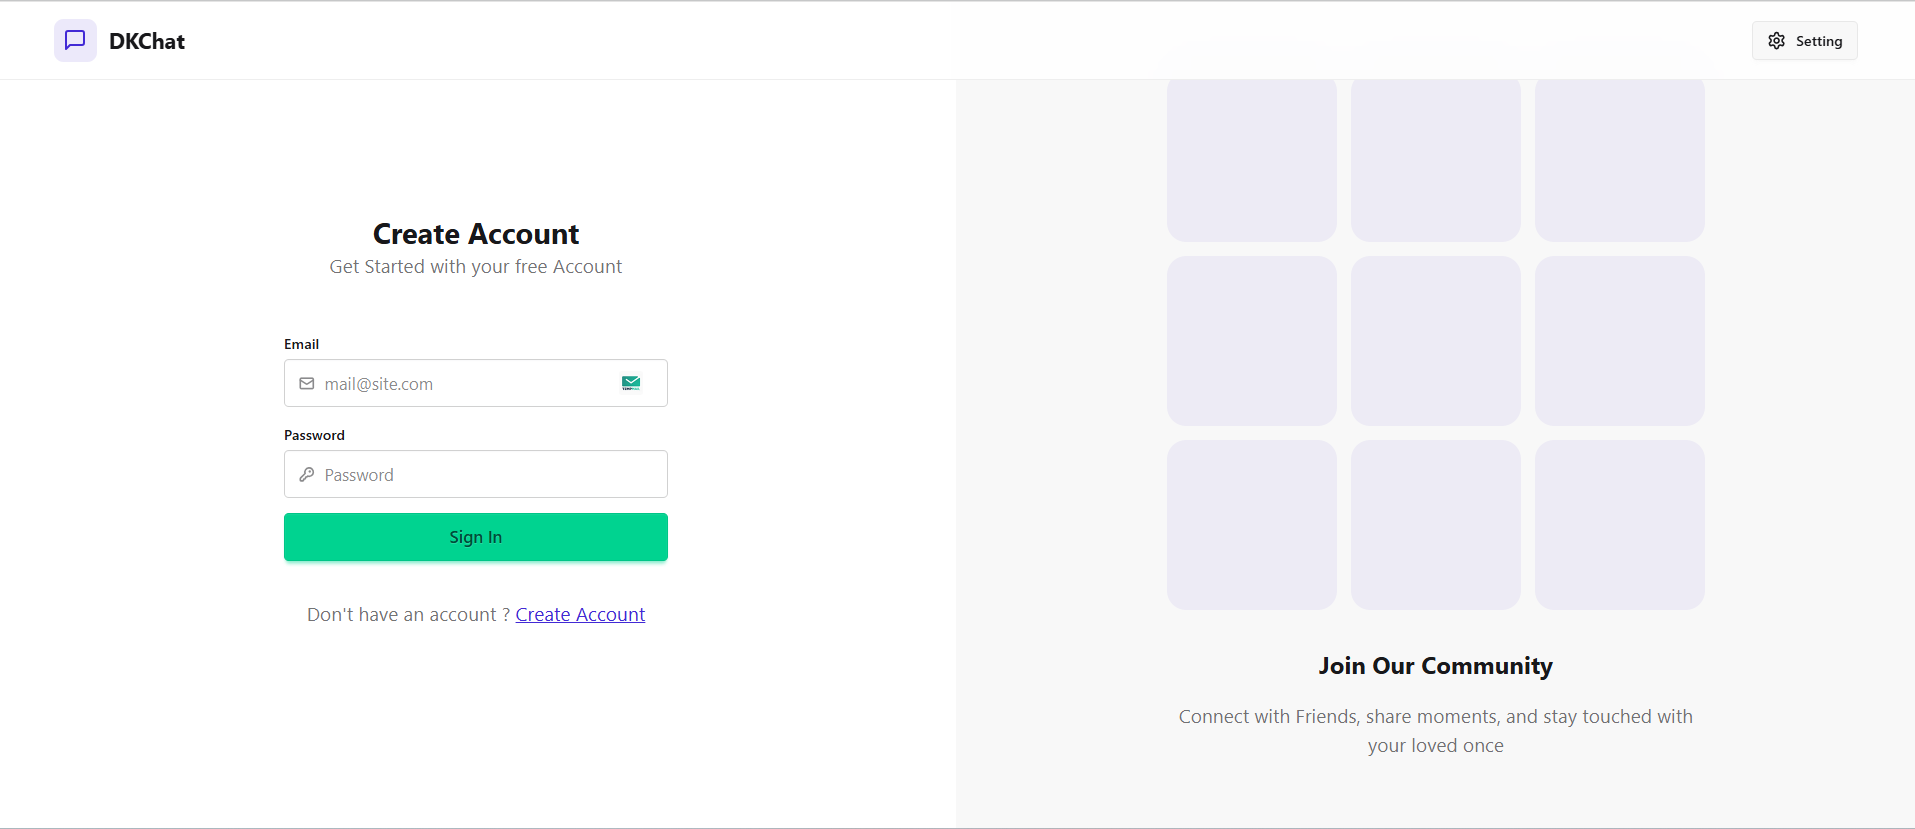 DKChat
Setting
Create Account
Get Started with your free Account
Email
mail@site.com
Password
Password
Sign In
Don't have an account ? Create Account
Join Our Community
Connect with Friends, share moments, and stay touched with
your loved once